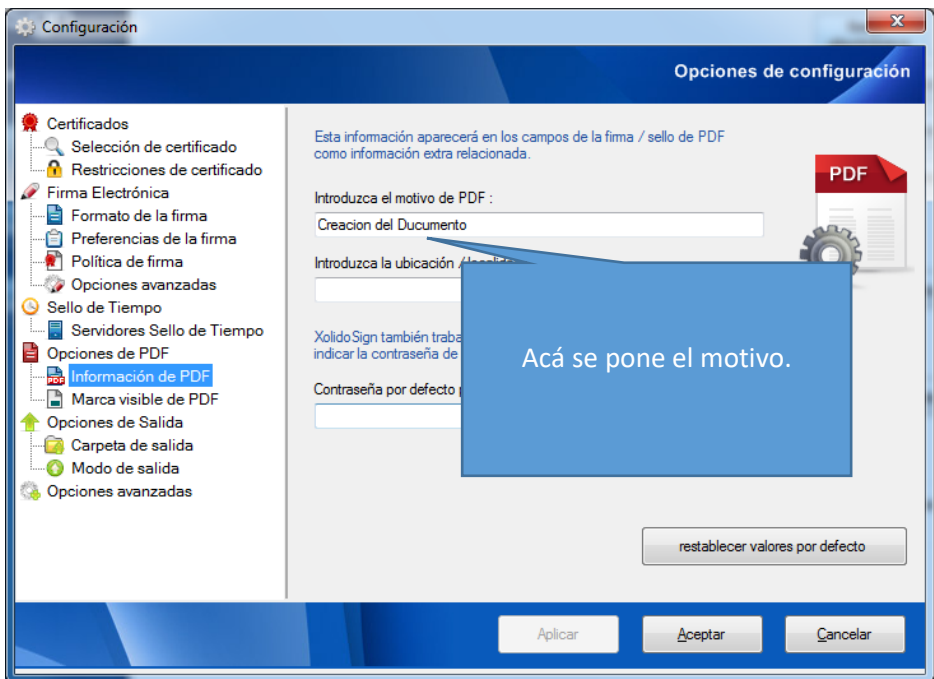 Configuración
Opciones de configuración
Certificados
Selección de certificado
Restricciones de certificado
Firma Electrónica
Formato de la firma
Preferencias de la firma
Política de firma
Opciones avanzadas
Sello de Tiempo
Servidores Sello de Tiempo
Opciones de PDF
Información de PDF
Marca visible de PDF
Opciones de Salida
Carpeta de salida
Modo de salida
Opciones avanzadas
Esta información aparecerá en los campos de la firma / sello de PDF
como información extra relacionada.
Introduzca el motivo de PDF :
Creacion del Ducumento
Introduzca la ubicación /
XolidoSign también
indicar la contraseña de
Contraseña por defecto
PDF
Acá se pone el motivo.
restablecer valores por defecto
Aplicar
Aceptar
Cancelar